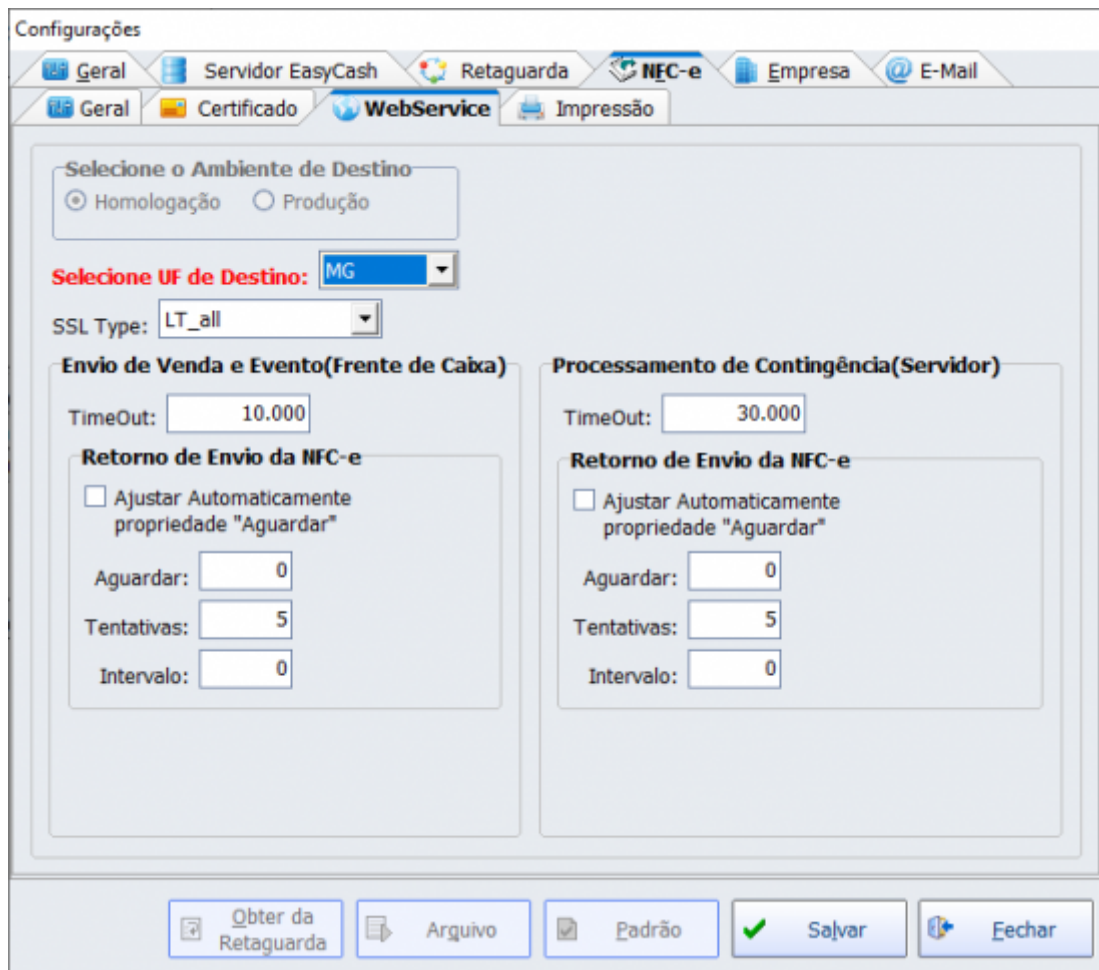 Configurações
Geral Servidor EasyCash Retaguarda NFC-e Empresa E-Mail
Geral Certificado WebService Impressão
Selecione o Ambiente de Destino
Homologação Produção
Selecione UF de Destino: MG
SSL Type: LT_all
Envio de Venda e Evento(Frente de Caixa)
TimeOut: 10.000
Retorno de Envio da NFC-e
Ajustar Automaticamente
propriedade "Aguardar"
Aguardar: 0
Tentativas: 5
Intervalo: 0
Processamento de Contingência(Servidor)
TimeOut: 30.000
Retorno de Envio da NFC-e
Ajustar Automaticamente
propriedade "Aguardar"
Aguardar: 0
Tentativas: 5
Intervalo: 0
Obter da
Retaguarda
Arquivo
Padrão
Salvar
Fechar